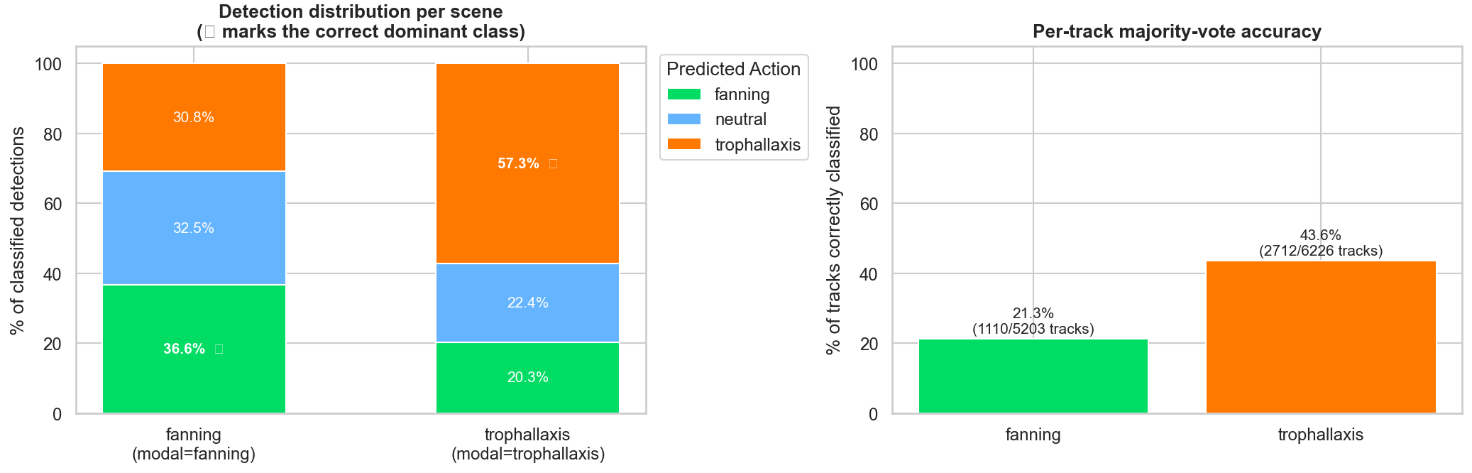 Detection distribution per scene
(▯ marks the correct dominant class)
% of classified detections
100
80
60
40
20
0
30.8%
32.5%
36.6% ▯
57.3% ▯
22.4%
20.3%
fanning
(modal=fanning)
trophallaxis
(modal=trophallaxis)
Predicted Action
fanning
neutral
trophallaxis
Per-track majority-vote accuracy
% of tracks correctly classified
100
80
60
40
20
0
21.3%
(1110/5203 tracks)
43.6%
(2712/6226 tracks)
fanning
trophallaxis